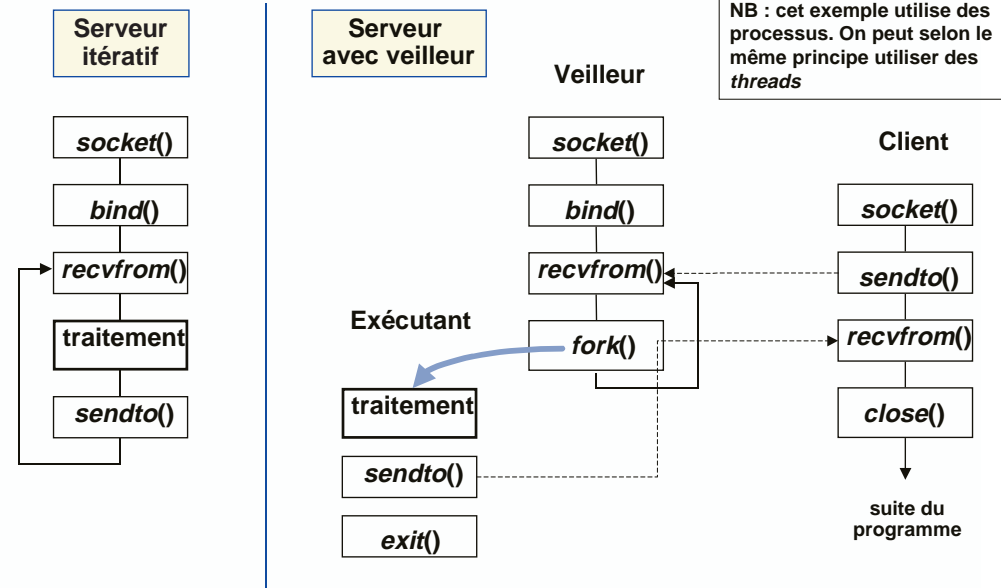 Serveur
itératif
socket()
bind()
recvfrom()
traitement
sendto()
Serveur
avec veilleur
NB : cet exemple utilise des
processus. On peut selon le
même principe utiliser des
threads
Veilleur
socket()
bind()
recvfrom()
fork()
Exécutant
traitement
sendto()
exit()
Client
socket()
sendto()
recvfrom()
close()
suite du
programme